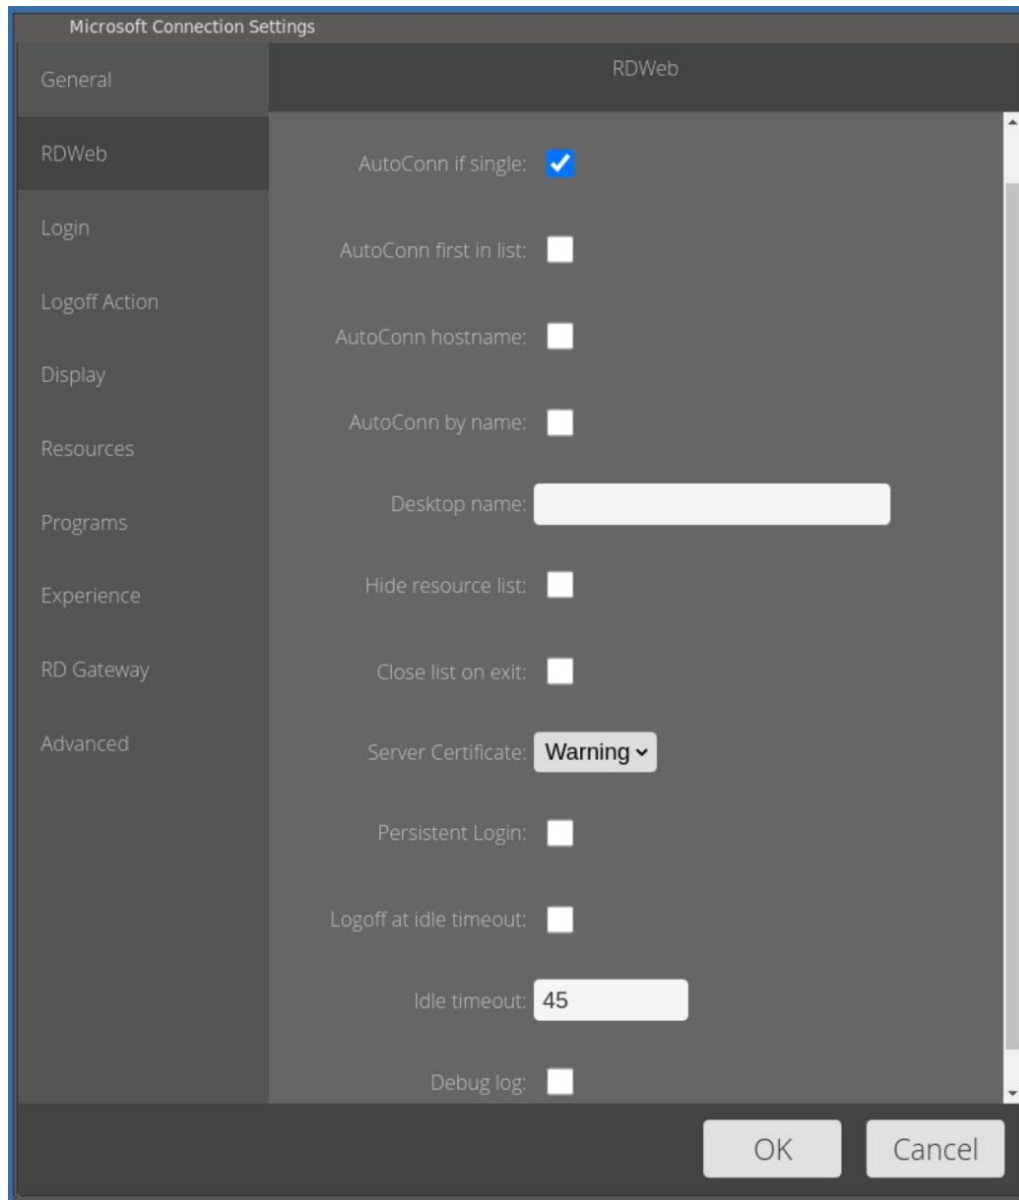 Microsoft Connection Settings
General
RDWeb
Login
Logoff Action
Display
Resources
Programs
Experience
RD Gateway
Advanced
RDWeb
AutoConn if single:
AutoConn first in list:
AutoConn hostname:
AutoConn by name:
Desktop name:
Hide resource list:
Close list on exit:
Server Certificate: Warning
Persistent Login:
Logoff at idle timeout:
Idle timeout: 45
Debug log:
OK Cancel